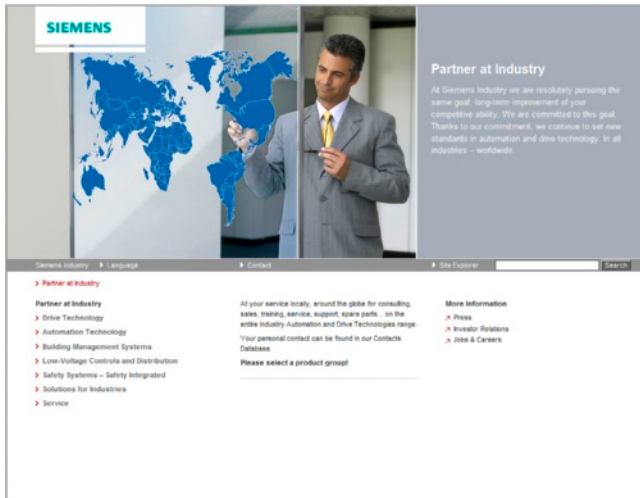 SIEMENS
Partner at Industry
At Siemens Industry we are resolutely pursuing the
same goal: long-term improvement of your
competitive ability. We are committed to this goal.
Thanks to our commitment, we continue to set new
standards in automation and drive technology. In all
industries – worldwide.
Siemens Industry Language Contact Site Explorer Search
Partner at Industry
Partner at Industry
Drive Technology
Automation Technology
Building Management Systems
Low-Voltage Controls and Distribution
Safety Systems – Safety Integrated
Solutions for Industries
Service
At your service locally, around the globe for consulting,
sales, training, service, support, spare parts... on the
entire Industry Automation and Drive Technologies range.
Your personal contact can be found in our Contacts
Database.
Please select a product group!
More Information
Press
Investor Relations
Jobs & Careers